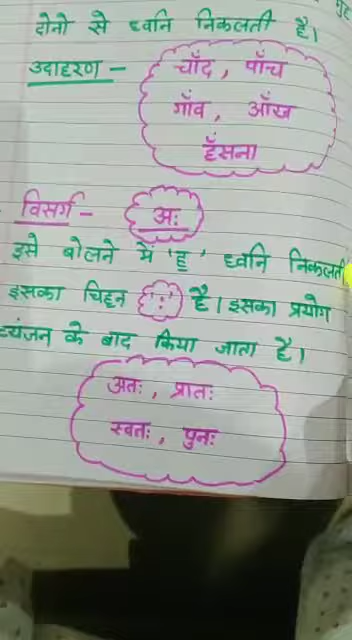 दोनो से ध्वनि निकलती है।
उदाहरण - चाँद, पाँच
गाँव, आँख
हँसना
विसर्ग - अः
इसे बोलने में 'ह्' ध्वनि निकलती
इसका चिह्न ':' है। इसका प्रयोग
व्यंजन के बाद किया जाता है।
अतः, प्रातः
स्वतः, पुनः